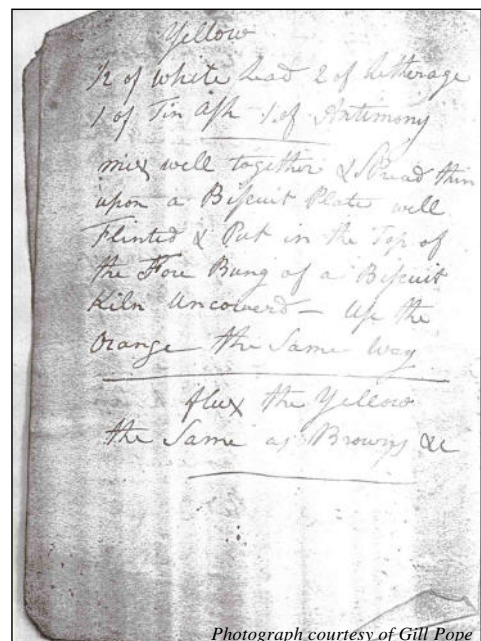 Yellow
1/2 of white Lead 2 of Litherage
1 of Tin Ash 1 of Antimony
mix well together & Spread thin
upon a Biscuit Plate well
Flinted & Put in the Top of
the Fore Bung of a Biscuit
Kiln Uncoverd – Use the
Orange the Same Way
flux the Yellow
the Same as Browns &c
Photograph courtesy of Gill Pope